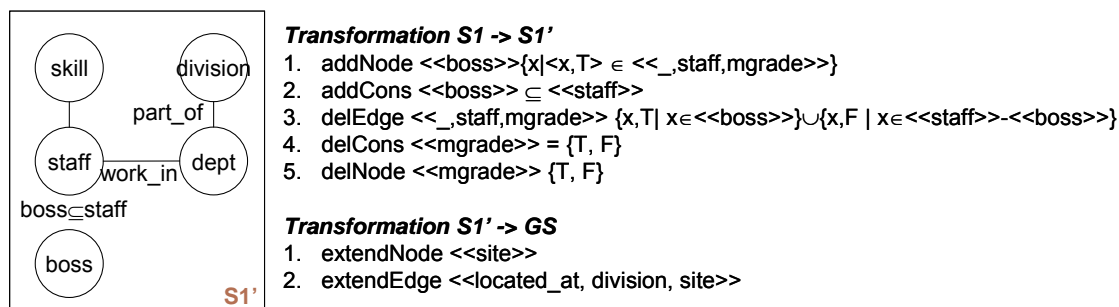 skill
division
part_of
staff
work_in
dept
boss⊆staff
boss
S1'
Transformation S1 -> S1'
1. addNode <<boss>>{x|<x,T> ∈ <<_,staff,mgrade>>}
2. addCons <<boss>> ⊆ <<staff>>
3. delEdge <<_,staff,mgrade>> {x,T| x∈<<boss>>}∪{x,F | x∈<<staff>>-<<boss>>}
4. delCons <<mgrade>> = {T, F}
5. delNode <<mgrade>> {T, F}
Transformation S1' -> GS
1. extendNode <<site>>
2. extendEdge <<located_at, division, site>>